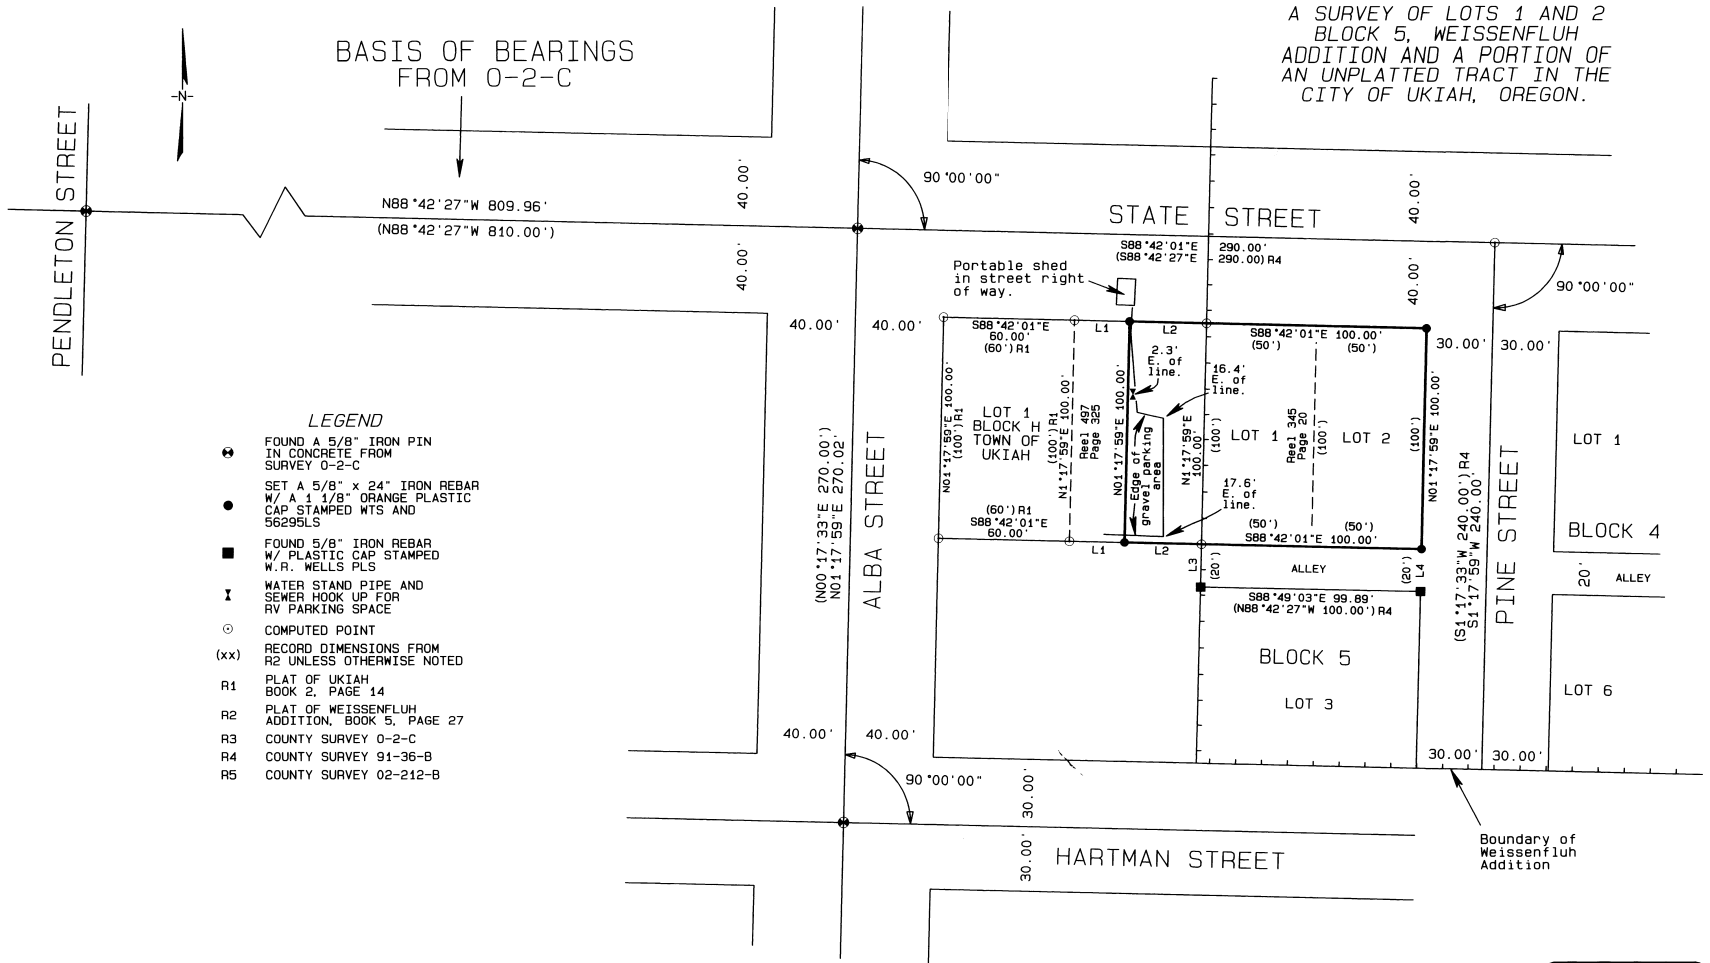 A SURVEY OF LOTS 1 AND 2
BLOCK 5, WEISSENFLUH
ADDITION AND A PORTION OF
AN UNPLATTED TRACT IN THE
CITY OF UKIAH, OREGON.
BASIS OF BEARINGS
FROM O-2-C
-N-
PENDLETON STREET
N88°42'27"W 809.96'
(N88°42'27"W 810.00')
40.00'
40.00'
90°00'00"
STATE STREET
S88°42'01"E 290.00'
(S88°42'27"E 290.00)R4
40.00'
40.00'
90°00'00"
Portable shed
in street right
of way.
40.00'
40.00'
S88°42'01"E
60.00'
(60')R1
L1
L2
S88°42'01"E 100.00'
(50')
(50')
30.00'
30.00'
2.3'
E. of
line.
16.4'
E. of
line.
N01°17'59"E 100.00'
(100')R1
LOT 1
BLOCK H
TOWN OF
UKIAH
(100')R1
N1°17'59"E 100.00'
Reel 497
Page 325
N01°17'59"E 100.00'
Edge of
gravel parking
area
N1°17'59"E
100.00'
(100')
LOT 1
Reel 345
Page 20
(100')
LOT 2
(100')
N01°17'59"E 100.00'
17.6'
E. of
line.
(60')R1
S88°42'01"E
60.00'
L1
L2
(50')
(50')
S88°42'01"E 100.00'
L3
(20')
ALLEY
(20')
L4
S88°49'03"E 99.89'
(N88°42'27"W 100.00')R4
BLOCK 5
LOT 3
(S1°17'33"W 240.00')R4
S1°17'59"W 240.00'
PINE STREET
LOT 1
BLOCK 4
20'
ALLEY
LOT 6
(N00°17'33"E 270.00')
N01°17'59"E 270.02'
ALBA STREET
40.00'
40.00'
30.00'
30.00'
90°00'00"
30.00'
30.00'
HARTMAN STREET
Boundary of
Weissenfluh
Addition
LEGEND
FOUND A 5/8" IRON PIN
IN CONCRETE FROM
SURVEY O-2-C
SET A 5/8" x 24" IRON REBAR
W/ A 1 1/8" ORANGE PLASTIC
CAP STAMPED WTS AND
56295LS
FOUND 5/8" IRON REBAR
W/ PLASTIC CAP STAMPED
W.R. WELLS PLS
WATER STAND PIPE AND
SEWER HOOK UP FOR
RV PARKING SPACE
COMPUTED POINT
(xx) RECORD DIMENSIONS FROM
R2 UNLESS OTHERWISE NOTED
R1 PLAT OF UKIAH
BOOK 2, PAGE 14
R2 PLAT OF WEISSENFLUH
ADDITION, BOOK 5, PAGE 27
R3 COUNTY SURVEY O-2-C
R4 COUNTY SURVEY 91-36-B
R5 COUNTY SURVEY 02-212-B